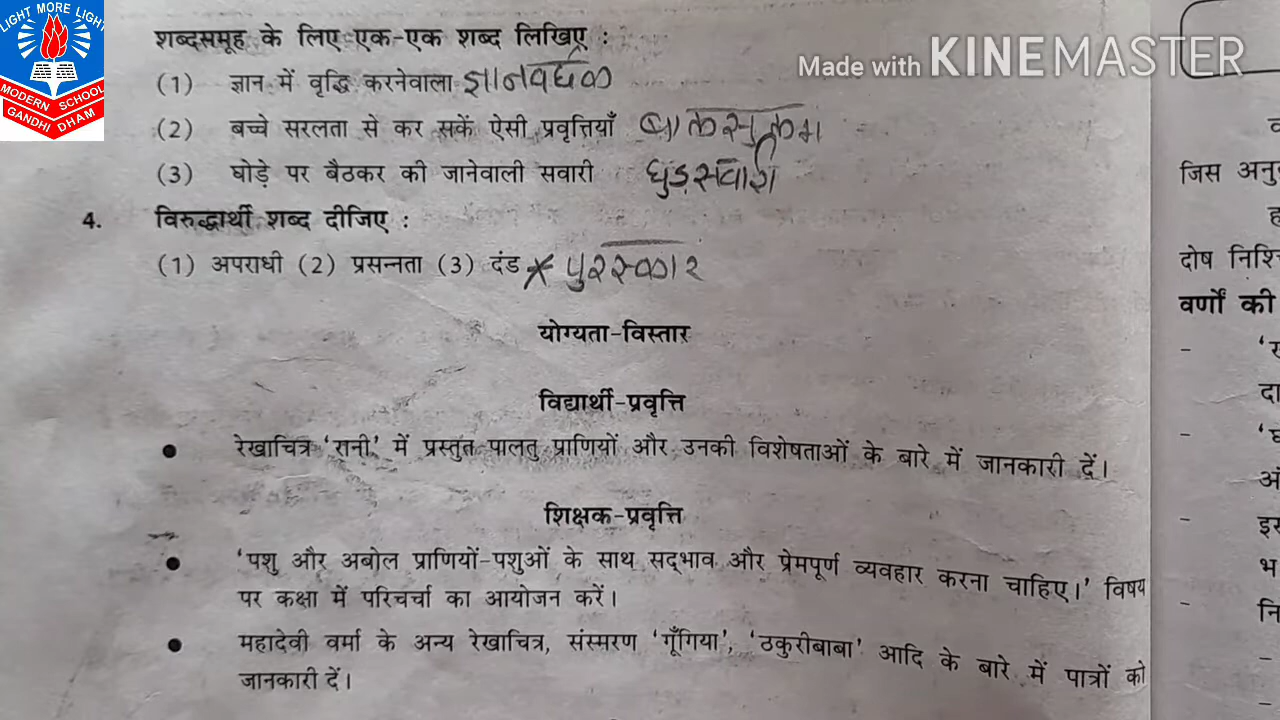 LIGHT MORE LIGHT
MODERN SCHOOL
GANDHI DHAM
Made with KINEMASTER
शब्दसमूह के लिए एक-एक शब्द लिखिए :
(1) ज्ञान में वृद्धि करनेवाला ज्ञानवर्धक
(2) बच्चे सरलता से कर सकें ऐसी प्रवृत्तियाँ बालसुलभ
(3) घोड़े पर बैठकर की जानेवाली सवारी घुड़सवारी
4. विरुद्धार्थी शब्द दीजिए :
(1) अपराधी (2) प्रसन्नता (3) दंड × पुरस्कार
योग्यता-विस्तार
विद्यार्थी-प्रवृत्ति
• रेखाचित्र 'रानी' में प्रस्तुत पालतु प्राणियों और उनकी विशेषताओं के बारे में जानकारी दें।
शिक्षक-प्रवृत्ति
• 'पशु और अबोल प्राणियों-पशुओं के साथ सद्भाव और प्रेमपूर्ण व्यवहार करना चाहिए।' विषय
पर कक्षा में परिचर्चा का आयोजन करें।
• महादेवी वर्मा के अन्य रेखाचित्र, संस्मरण 'गूँगिया', 'ठकुरीबाबा' आदि के बारे में पात्रों को
जानकारी दें।
जिस
दोष
वर्णों की